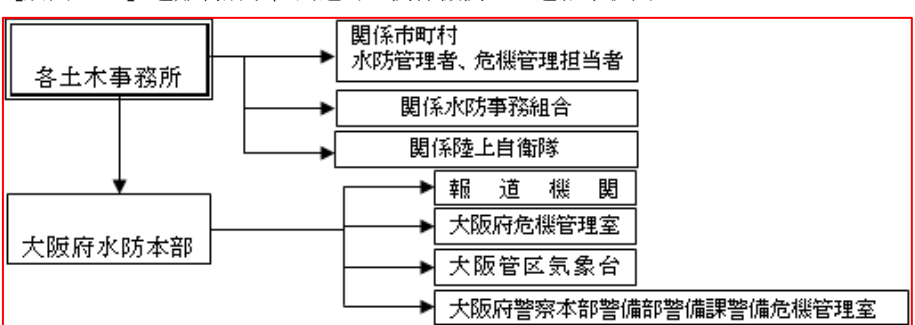 関係市町村
水防管理者、危機管理担当者
各土木事務所
関係水防事務組合
関係陸上自衛隊
報道機関
大阪府水防本部
大阪府危機管理室
大阪管区気象台
大阪府警察本部警備部警備課警備危機管理室